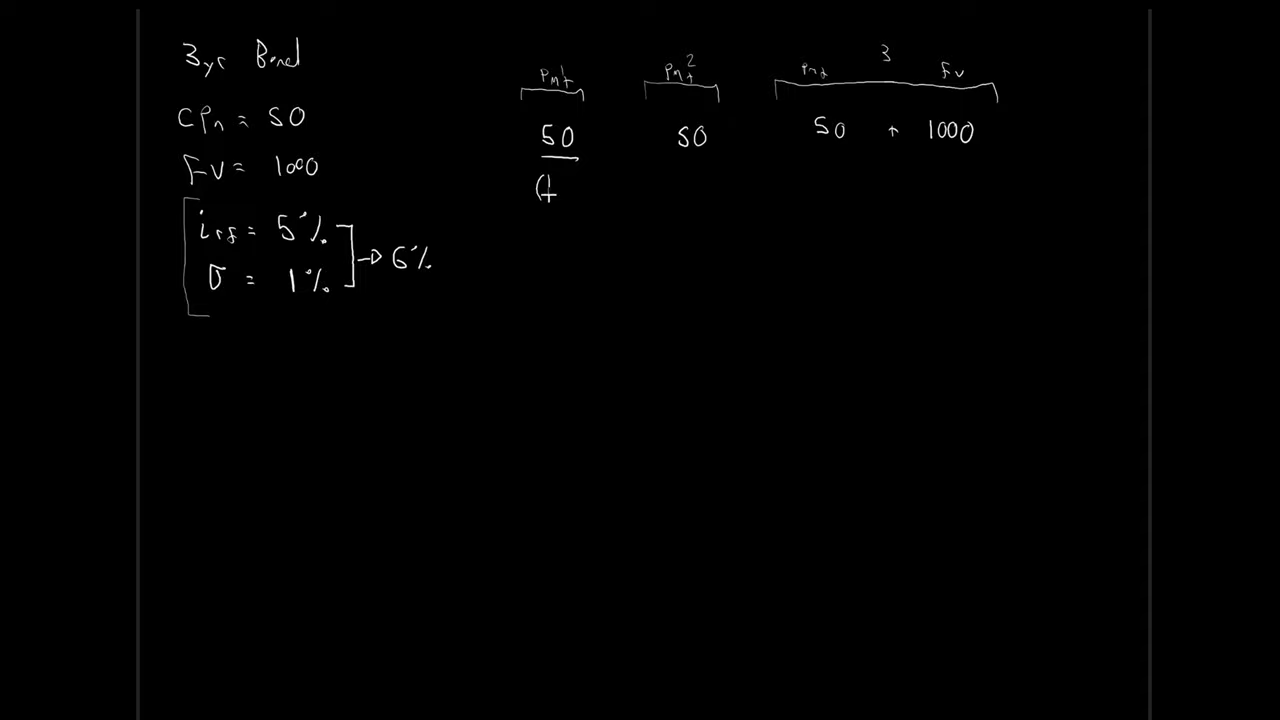 3yr Bond
CPn = 50
FV = 1000
irf = 5%
σ = 1%
→ 6%
Pmt 1
Pmt 2
3
Pmt FV
50 50 50 + 1000
(1